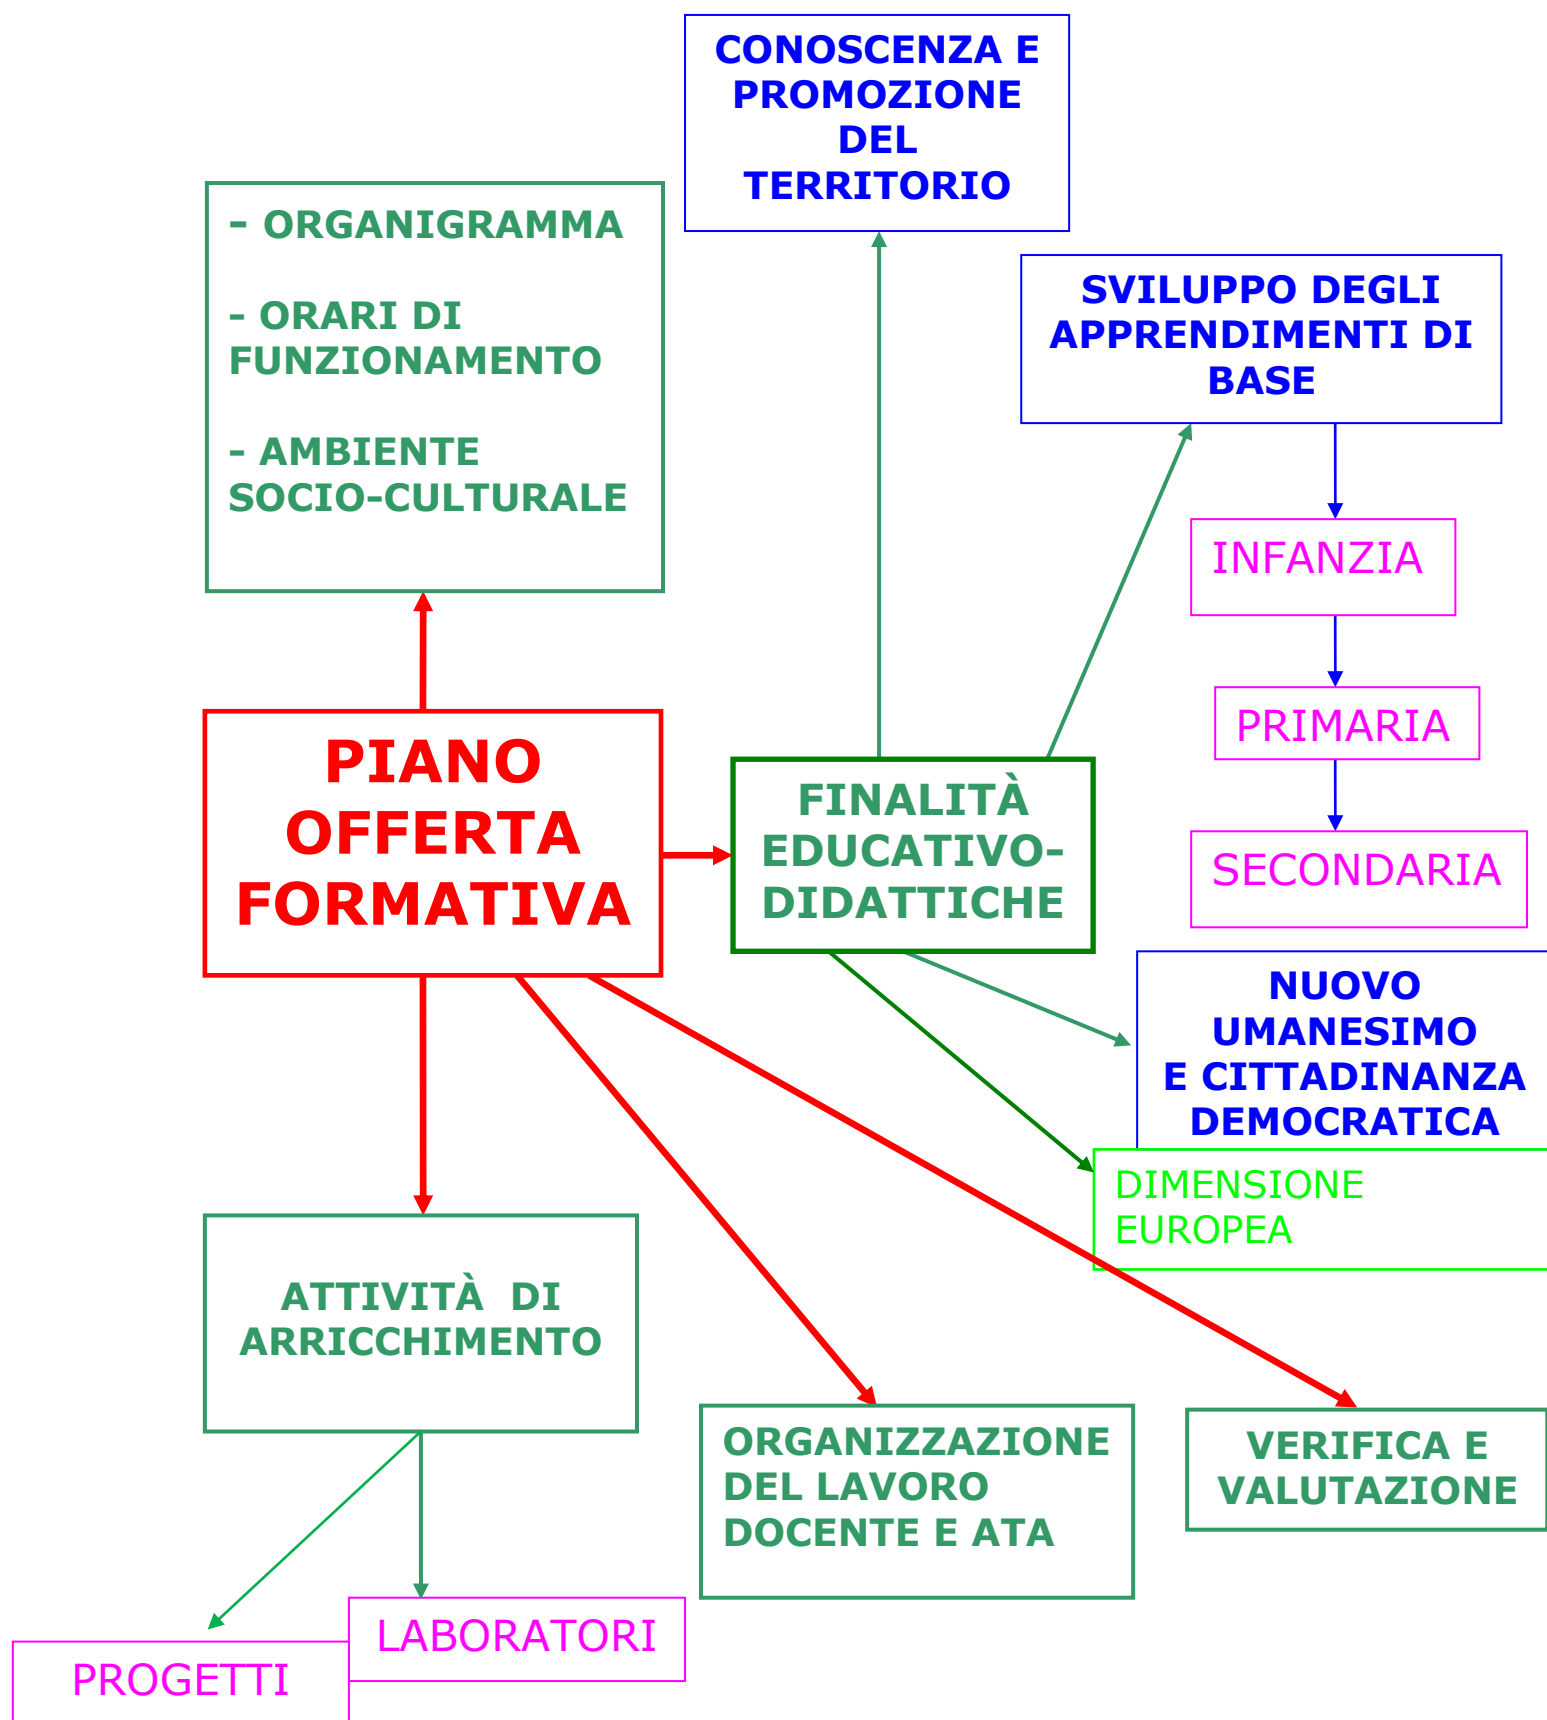 CONOSCENZA E
PROMOZIONE
DEL
TERRITORIO
- ORGANIGRAMMA
- ORARI DI
FUNZIONAMENTO
- AMBIENTE
SOCIO-CULTURALE
SVILUPPO DEGLI
APPRENDIMENTI DI
BASE
INFANZIA
PRIMARIA
SECONDARIA
PIANO
OFFERTA
FORMATIVA
FINALITÀ
EDUCATIVO-
DIDATTICHE
NUOVO
UMANESIMO
E CITTADINANZA
DEMOCRATICA
DIMENSIONE
EUROPEA
ATTIVITÀ  DI
ARRICCHIMENTO
ORGANIZZAZIONE
DEL LAVORO
DOCENTE E ATA
VERIFICA E
VALUTAZIONE
LABORATORI
PROGETTI